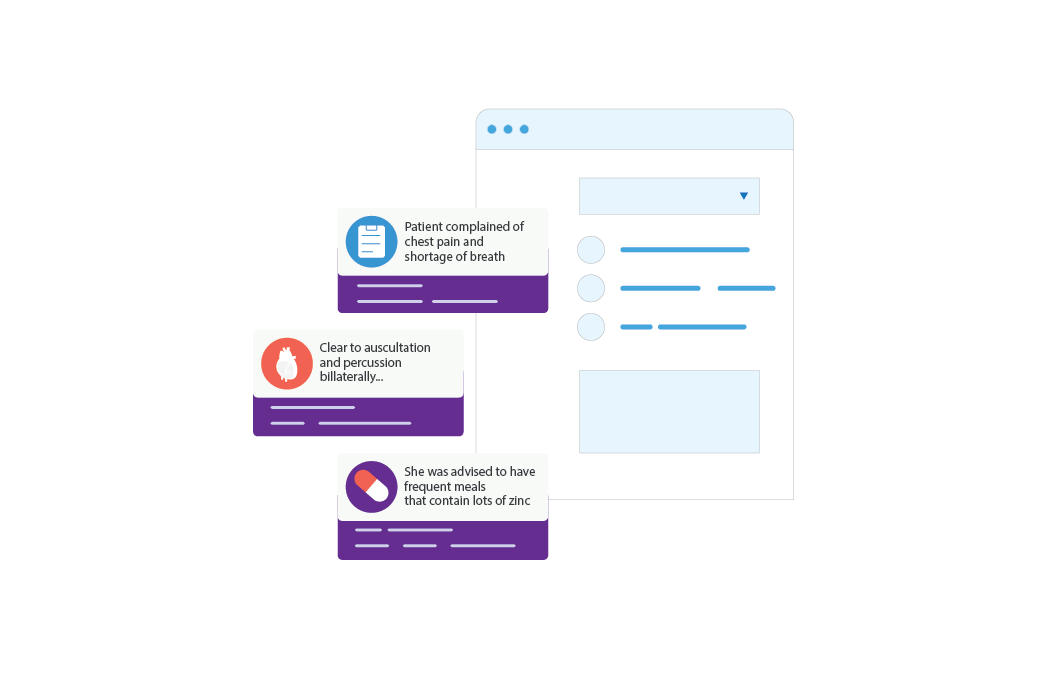 Patient complained of
chest pain and
shortage of breath
Clear to auscultation
and percussion
billaterally...
She was advised to have
frequent meals
that contain lots of zinc